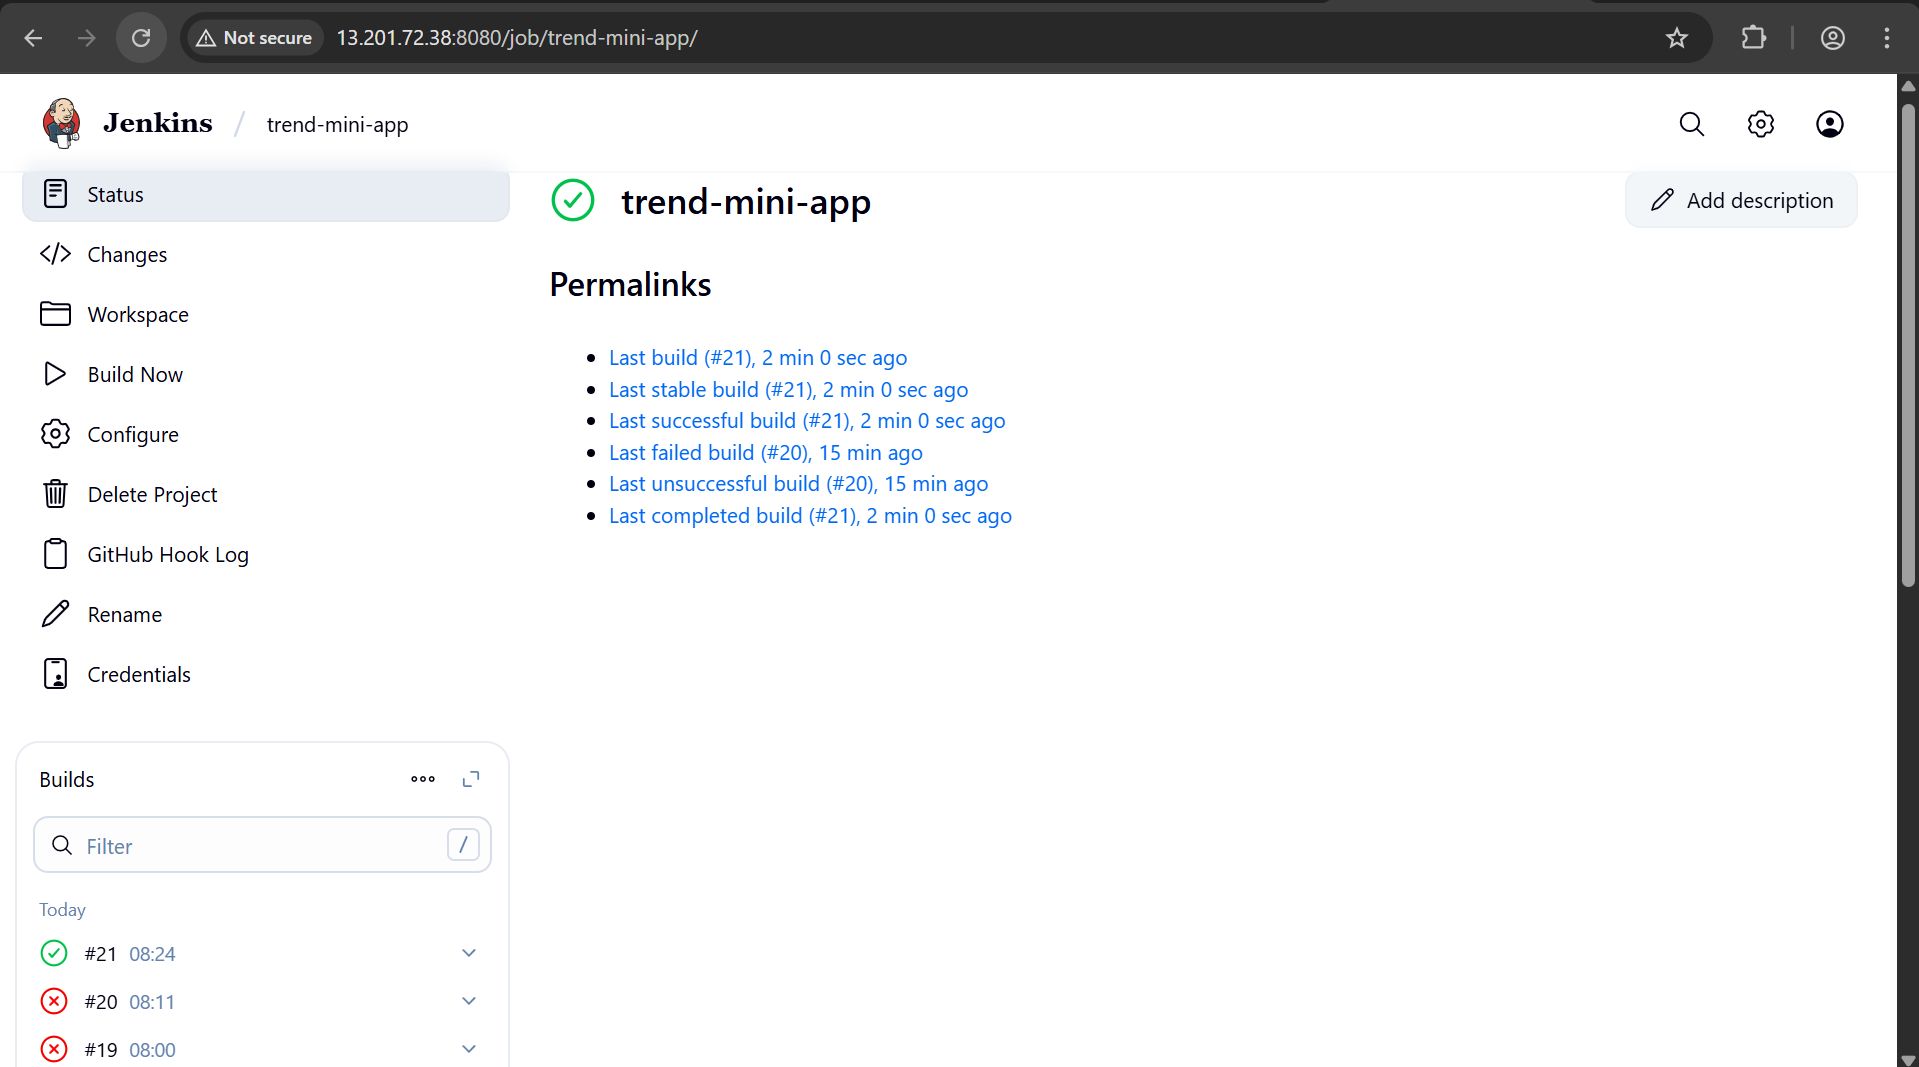 Not secure
13.201.72.38:8080/job/trend-mini-app/
Jenkins / trend-mini-app
Status
Changes
Workspace
Build Now
Configure
Delete Project
GitHub Hook Log
Rename
Credentials
trend-mini-app
Add description
Permalinks
Last build (#21), 2 min 0 sec ago
Last stable build (#21), 2 min 0 sec ago
Last successful build (#21), 2 min 0 sec ago
Last failed build (#20), 15 min ago
Last unsuccessful build (#20), 15 min ago
Last completed build (#21), 2 min 0 sec ago
Builds
Filter /
Today
#21 08:24
#20 08:11
#19 08:00